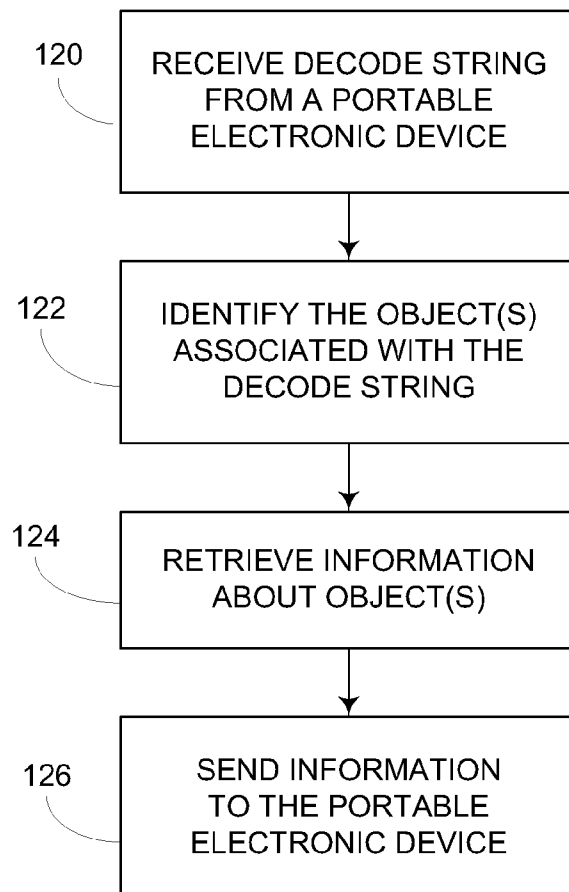 120
RECEIVE DECODE STRING
FROM A PORTABLE
ELECTRONIC DEVICE
122
IDENTIFY THE OBJECT(S)
ASSOCIATED WITH THE
DECODE STRING
124
RETRIEVE INFORMATION
ABOUT OBJECT(S)
126
SEND INFORMATION
TO THE PORTABLE
ELECTRONIC DEVICE